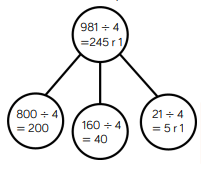 981 ÷ 4
=245 r 1
800 ÷ 4
= 200
160 ÷ 4
= 40
21 ÷ 4
= 5 r 1